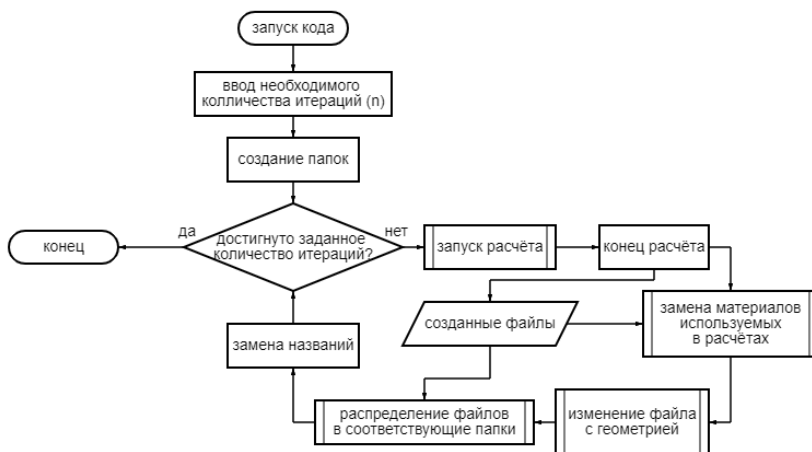 запуск кода
ввод необходимого
колличества итераций (n)
создание папок
да
нет
конец
достигнуто заданное
количество итераций?
запуск расчёта
конец расчёта
замена названий
созданные файлы
замена материалов
используемых
в расчётах
распределение файлов
в соответствующие папки
изменение файла
с геометрией